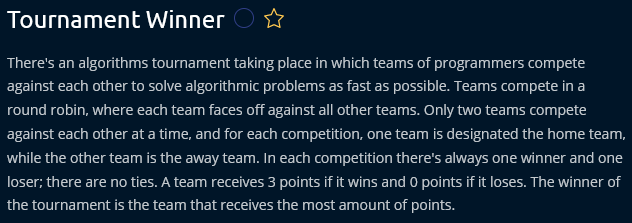 Tournament Winner
There's an algorithms tournament taking place in which teams of programmers compete
against each other to solve algorithmic problems as fast as possible. Teams compete in a
round robin, where each team faces off against all other teams. Only two teams compete
against each other at a time, and for each competition, one team is designated the home team,
while the other team is the away team. In each competition there's always one winner and one
loser; there are no ties. A team receives 3 points if it wins and 0 points if it loses. The winner of
the tournament is the team that receives the most amount of points.